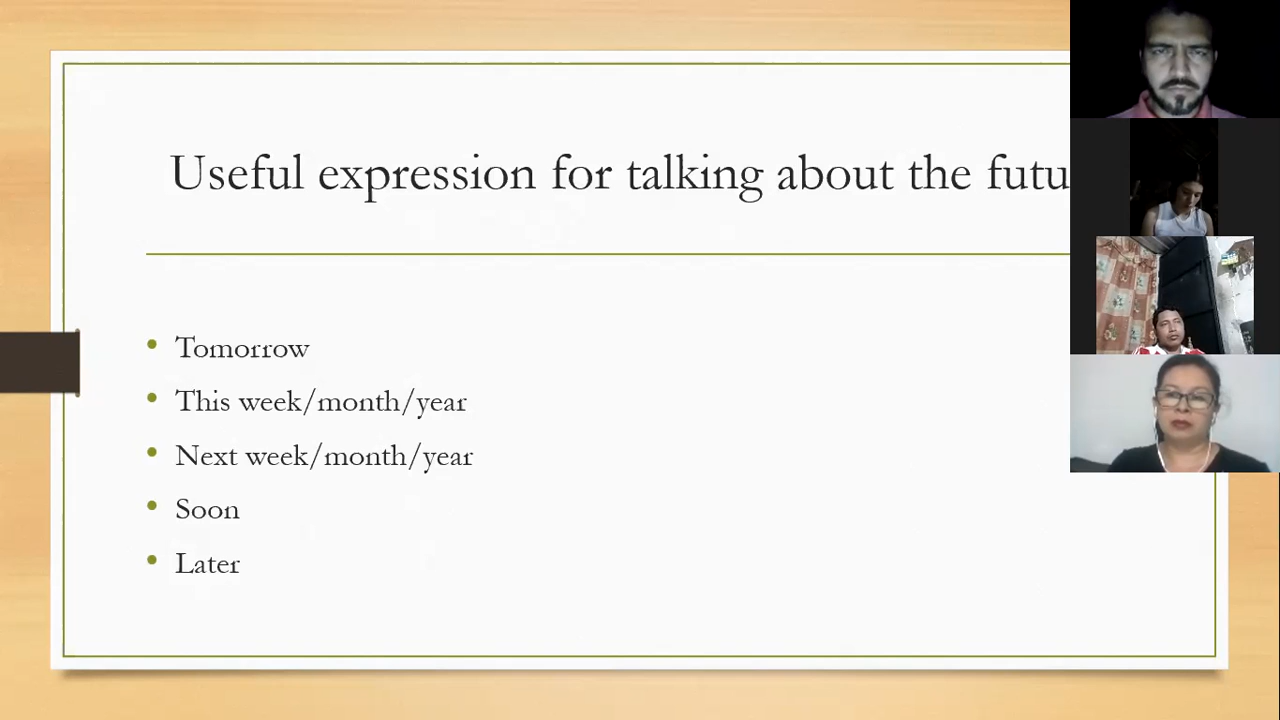 Useful expression for talking about the futu
• Tomorrow
• This week/month/year
• Next week/month/year
• Soon
• Later